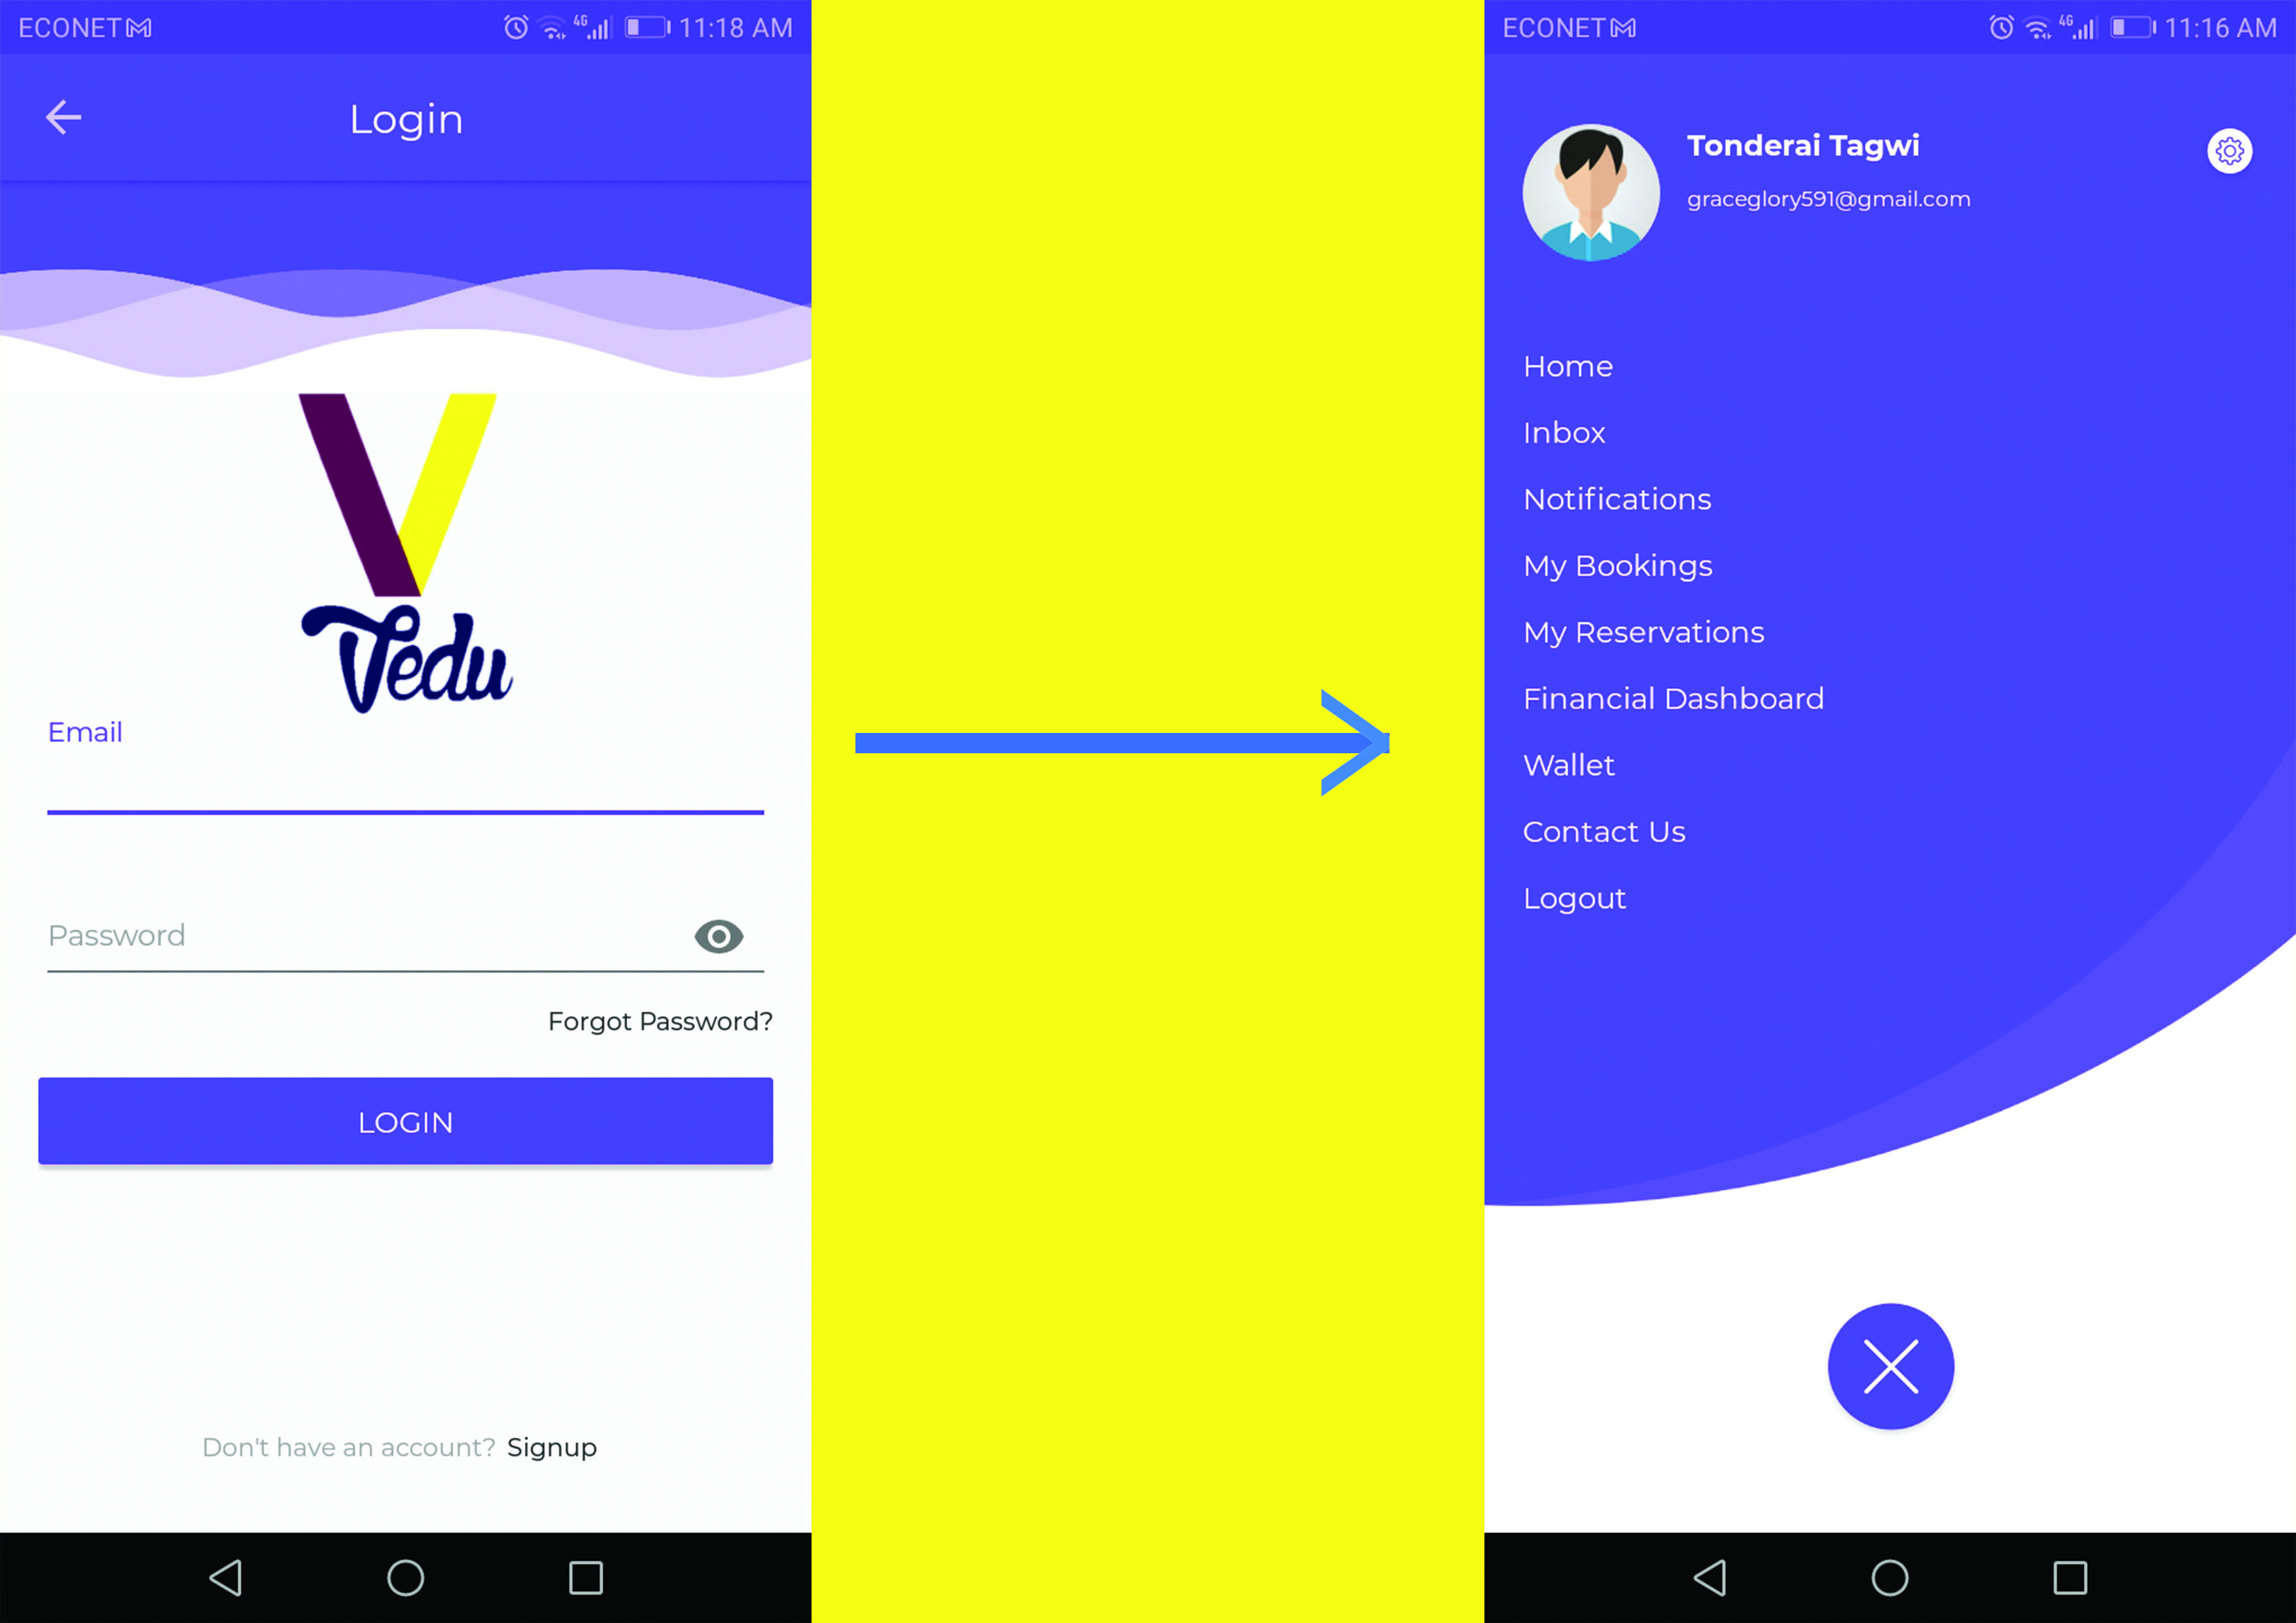 ECONET 4G 11:18 AM
Login
V
Vedu
Email
Password
Forgot Password?
LOGIN
Don't have an account? Signup
ECONET 4G 11:16 AM
Tonderai Tagwi
graceglory591@gmail.com
Home
Inbox
Notifications
My Bookings
My Reservations
Financial Dashboard
Wallet
Contact Us
Logout